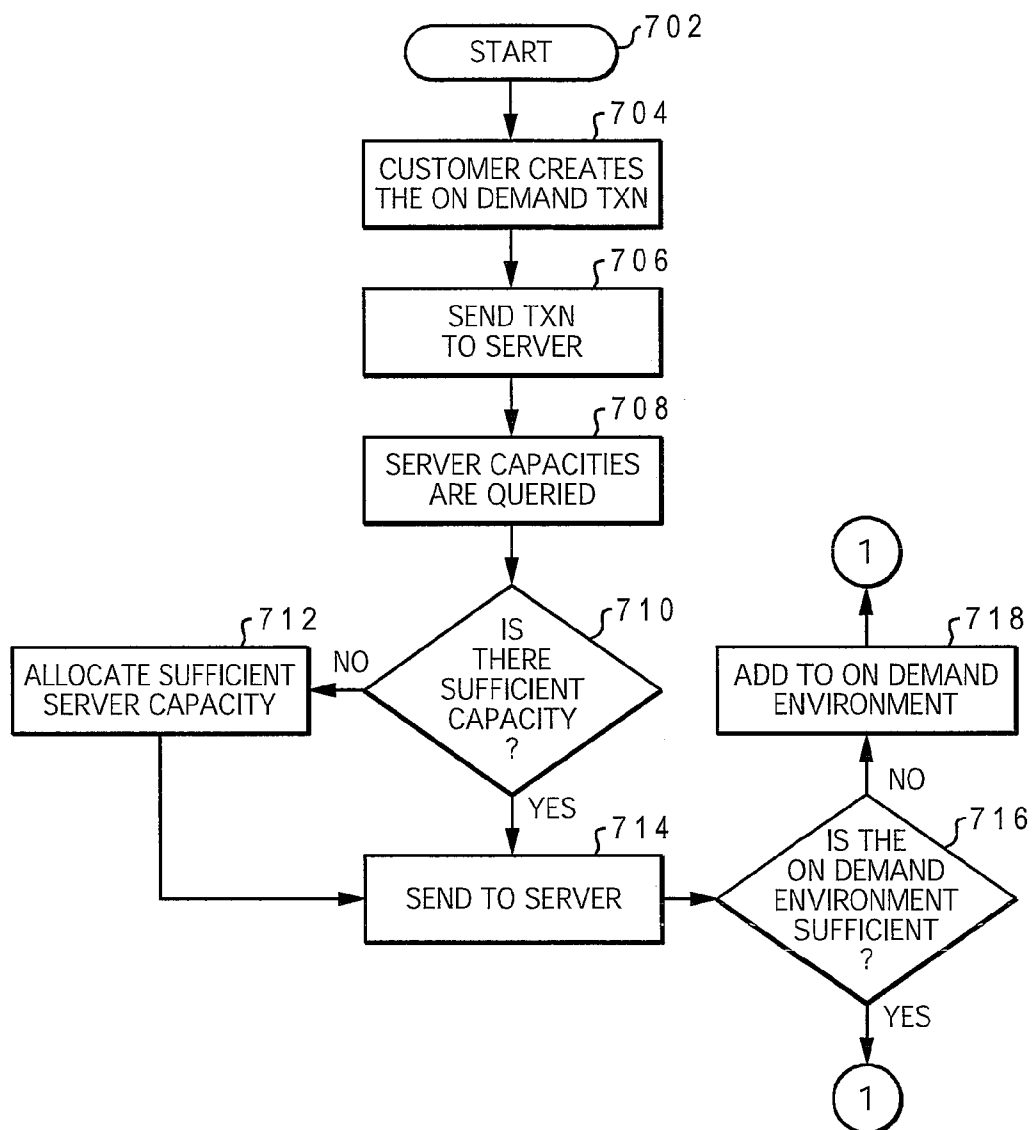 START
702
704
CUSTOMER CREATES
THE ON DEMAND TXN
706
SEND TXN
TO SERVER
708
SERVER CAPACITIES
ARE QUERIED
710
IS
THERE
SUFFICIENT
CAPACITY
?
NO
712
ALLOCATE SUFFICIENT
SERVER CAPACITY
YES
714
SEND TO SERVER
716
IS THE
ON DEMAND
ENVIRONMENT
SUFFICIENT
?
NO
718
ADD TO ON DEMAND
ENVIRONMENT
1
YES
1